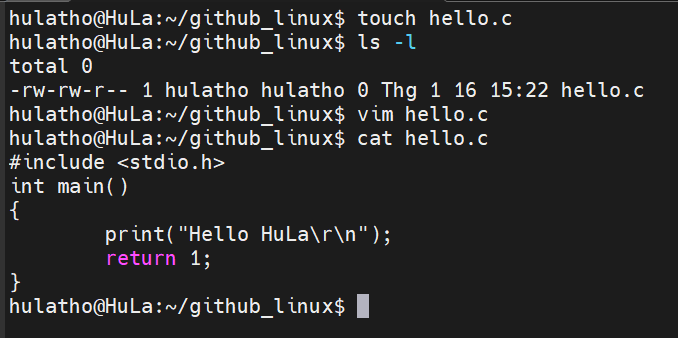 hulatho@HuLa:~/github_linux$ touch hello.c
hulatho@HuLa:~/github_linux$ ls -l
total 0
-rw-rw-r-- 1 hulatho hulatho 0 Thg 1 16 15:22 hello.c
hulatho@HuLa:~/github_linux$ vim hello.c
hulatho@HuLa:~/github_linux$ cat hello.c
#include <stdio.h>
int main()
{
        print("Hello HuLa\r\n");
        return 1;
}
hulatho@HuLa:~/github_linux$